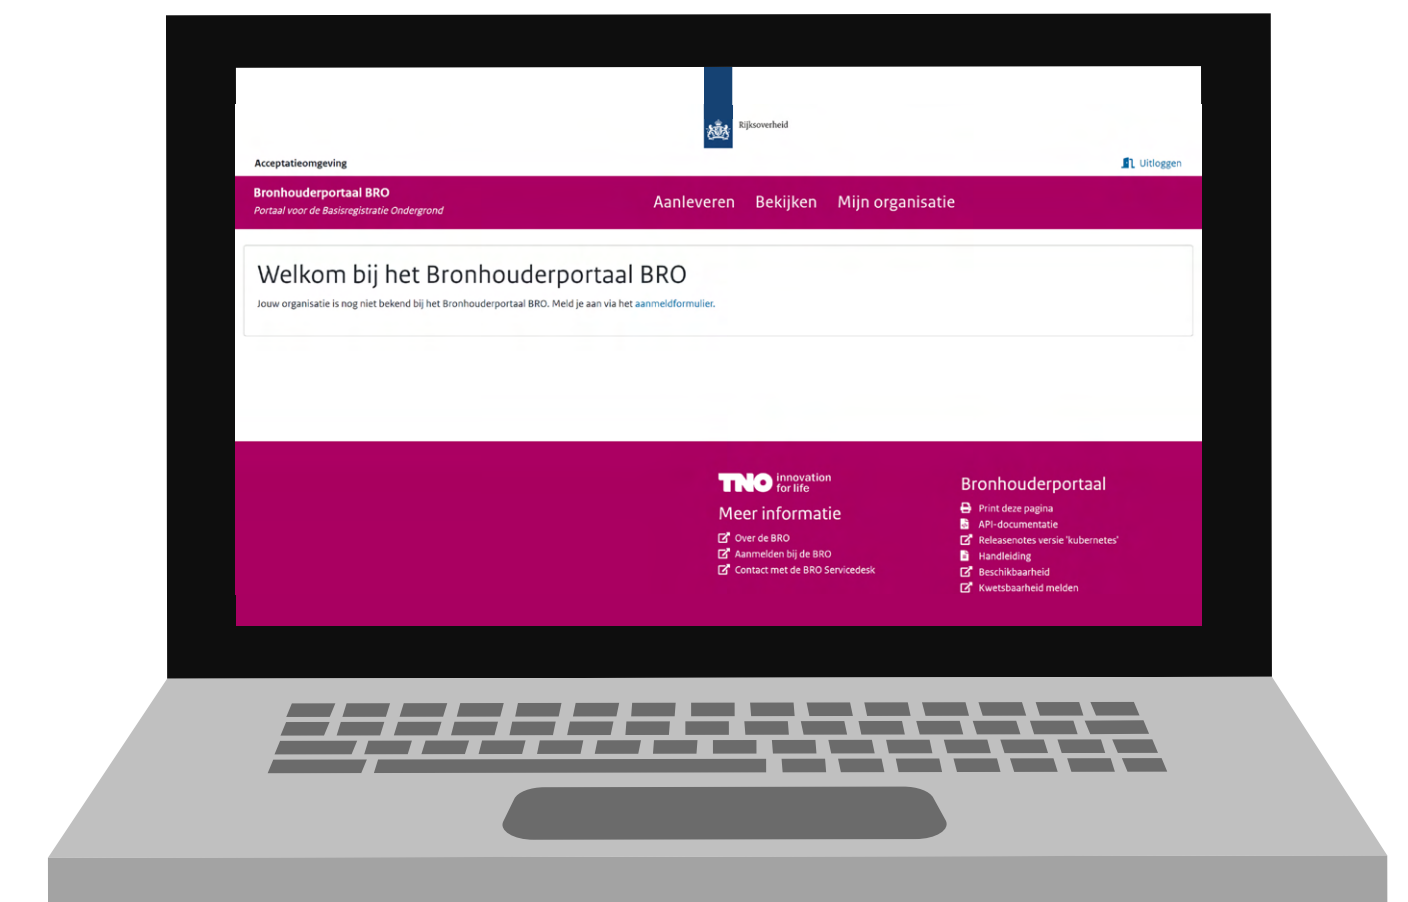 Rijksoverheid
Acceptatieomgeving
Uitloggen
Bronhouderportaal BRO
Portaal voor de Basisregistratie Ondergrond
Aanleveren Bekijken Mijn organisatie
Welkom bij het Bronhouderportaal BRO
Jouw organisatie is nog niet bekend bij het Bronhouderportaal BRO. Meld je aan via het aanmeldformulier.
TNO innovation
for life
Meer informatie
Over de BRO
Aanmelden bij de BRO
Contact met de BRO Servicedesk
Bronhouderportaal
Print deze pagina
API-documentatie
Releasenotes versie 'kubernetes'
Handleiding
Beschikbaarheid
Kwetsbaarheid melden